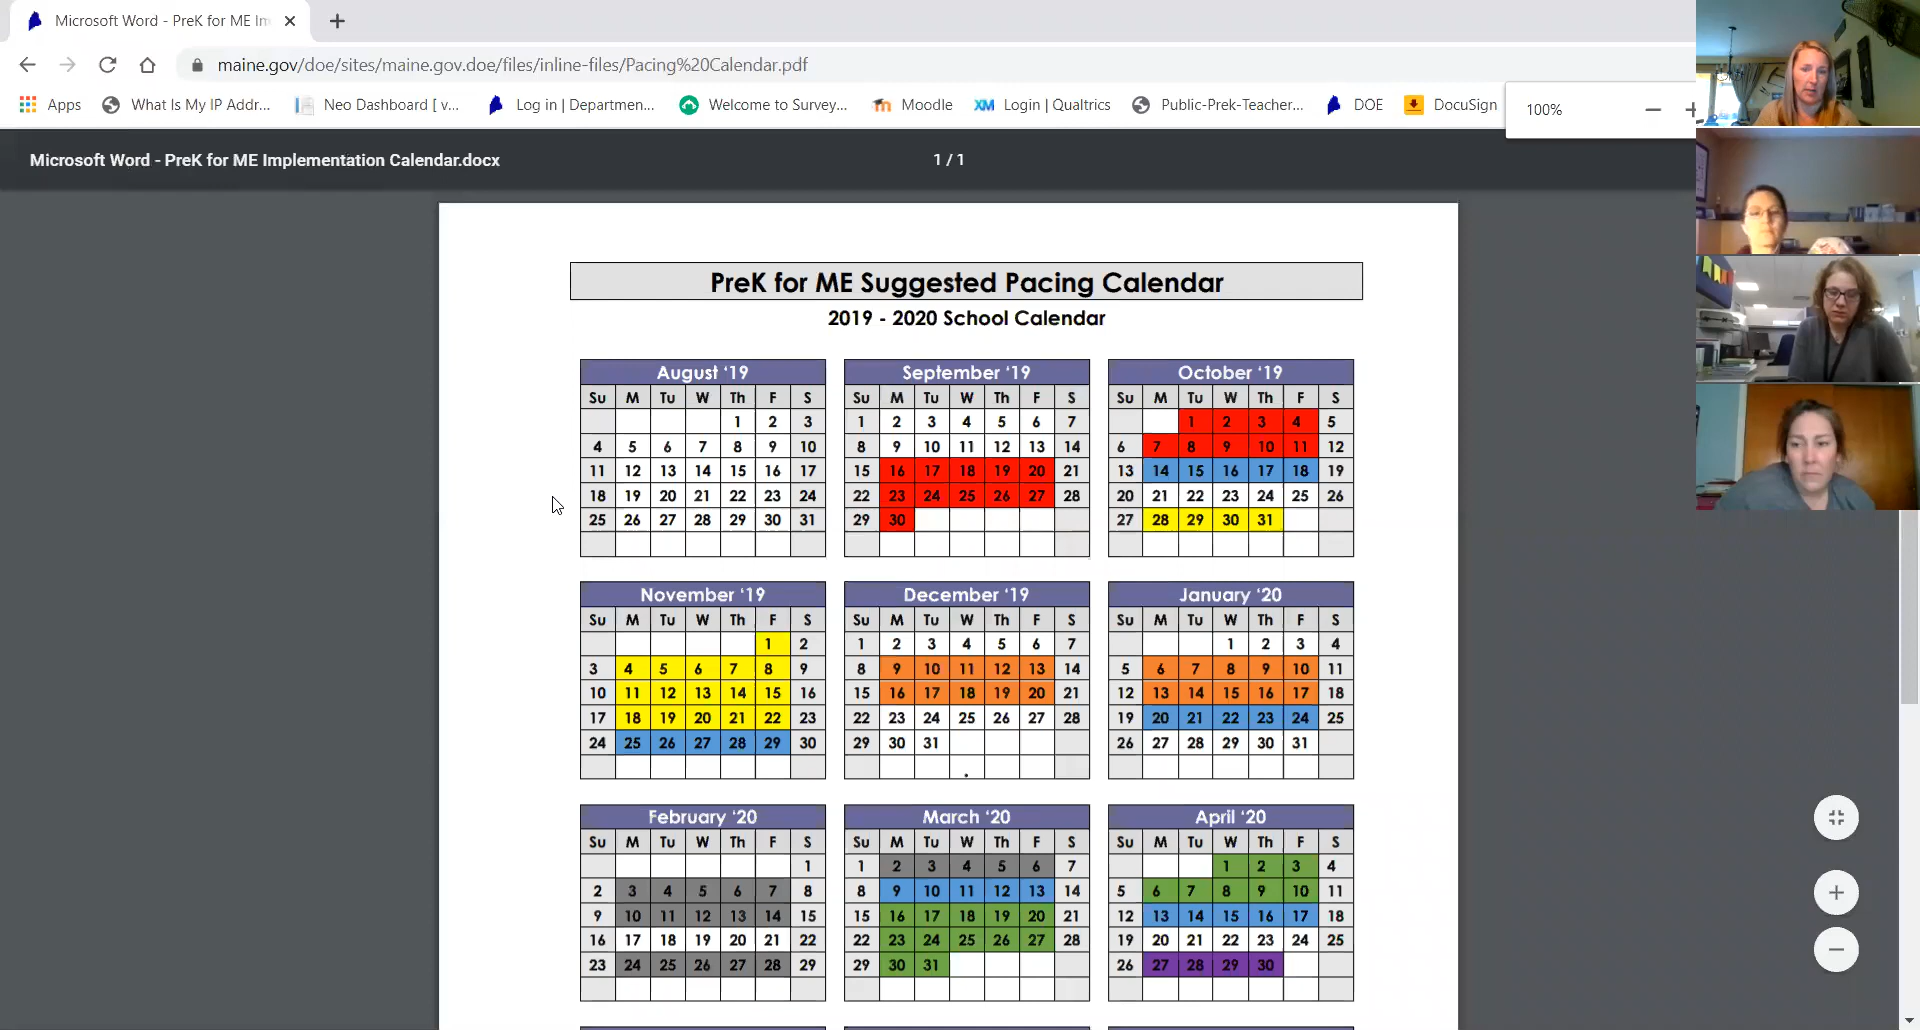 Microsoft Word - PreK for ME Im
maine.gov/doe/sites/maine.gov.doe/files/inline-files/Pacing%20Calendar.pdf
Apps What Is My IP Addr... Neo Dashboard [ v... Log in | Departmen... Welcome to Survey... Moodle XM Login | Qualtrics Public-Prek-Teacher... DOE DocuSign
100%
Microsoft Word - PreK for ME Implementation Calendar.docx
1 / 1
PreK for ME Suggested Pacing Calendar
2019 - 2020 School Calendar
August '19
Su M Tu W Th F S
1 2 3
4 5 6 7 8 9 10
11 12 13 14 15 16 17
18 19 20 21 22 23 24
25 26 27 28 29 30 31
September '19
Su M Tu W Th F S
1 2 3 4 5 6 7
8 9 10 11 12 13 14
15 16 17 18 19 20 21
22 23 24 25 26 27 28
29 30
October '19
Su M Tu W Th F S
1 2 3 4 5
6 7 8 9 10 11 12
13 14 15 16 17 18 19
20 21 22 23 24 25 26
27 28 29 30 31
November '19
Su M Tu W Th F S
1 2
3 4 5 6 7 8 9
10 11 12 13 14 15 16
17 18 19 20 21 22 23
24 25 26 27 28 29 30
December '19
Su M Tu W Th F S
1 2 3 4 5 6 7
8 9 10 11 12 13 14
15 16 17 18 19 20 21
22 23 24 25 26 27 28
29 30 31
.
January '20
Su M Tu W Th F S
1 2 3 4
5 6 7 8 9 10 11
12 13 14 15 16 17 18
19 20 21 22 23 24 25
26 27 28 29 30 31
February '20
Su M Tu W Th F S
1
2 3 4 5 6 7 8
9 10 11 12 13 14 15
16 17 18 19 20 21 22
23 24 25 26 27 28 29
March '20
Su M Tu W Th F S
1 2 3 4 5 6 7
8 9 10 11 12 13 14
15 16 17 18 19 20 21
22 23 24 25 26 27 28
29 30 31
April '20
Su M Tu W Th F S
1 2 3 4
5 6 7 8 9 10 11
12 13 14 15 16 17 18
19 20 21 22 23 24 25
26 27 28 29 30